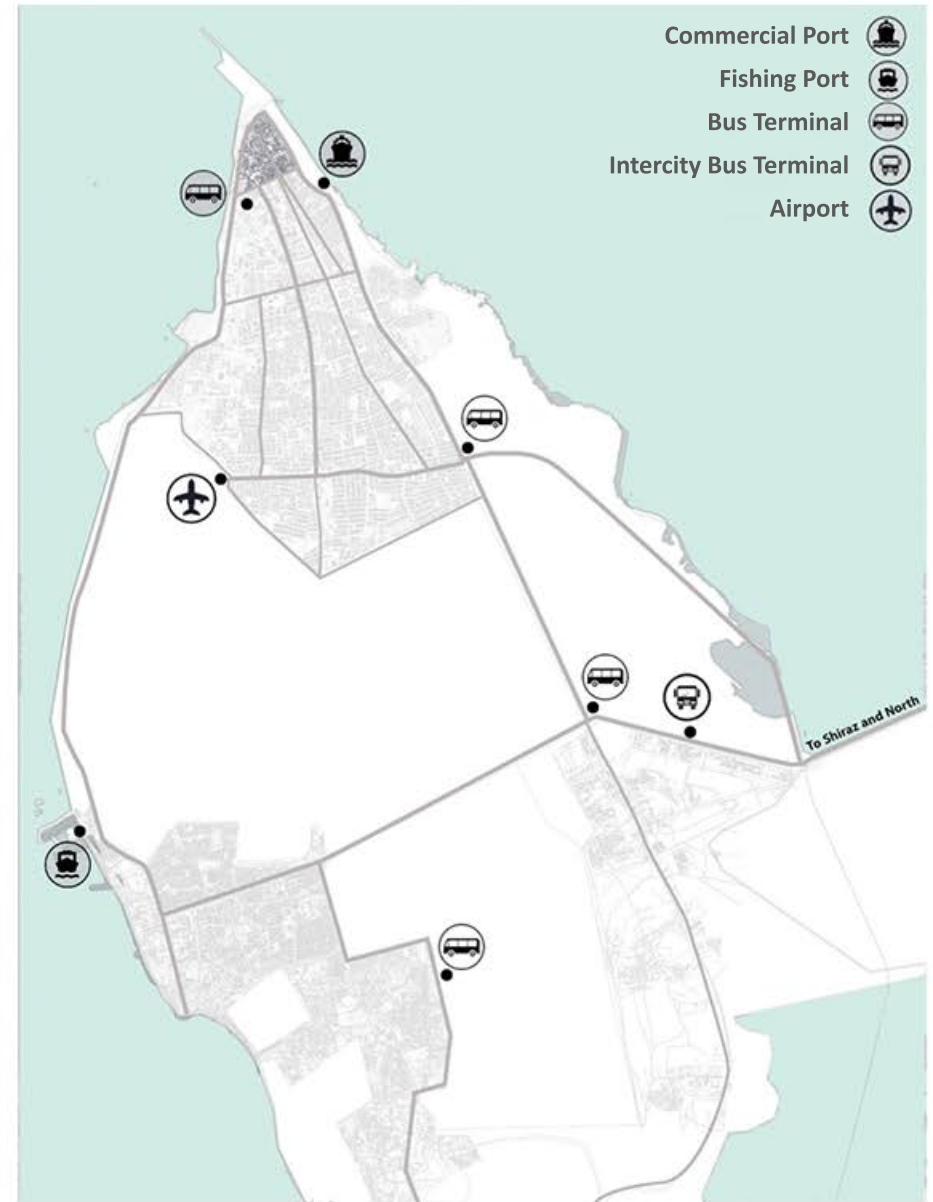 Commercial Port
Fishing Port
Bus Terminal
Intercity Bus Terminal
Airport
To Shiraz and North